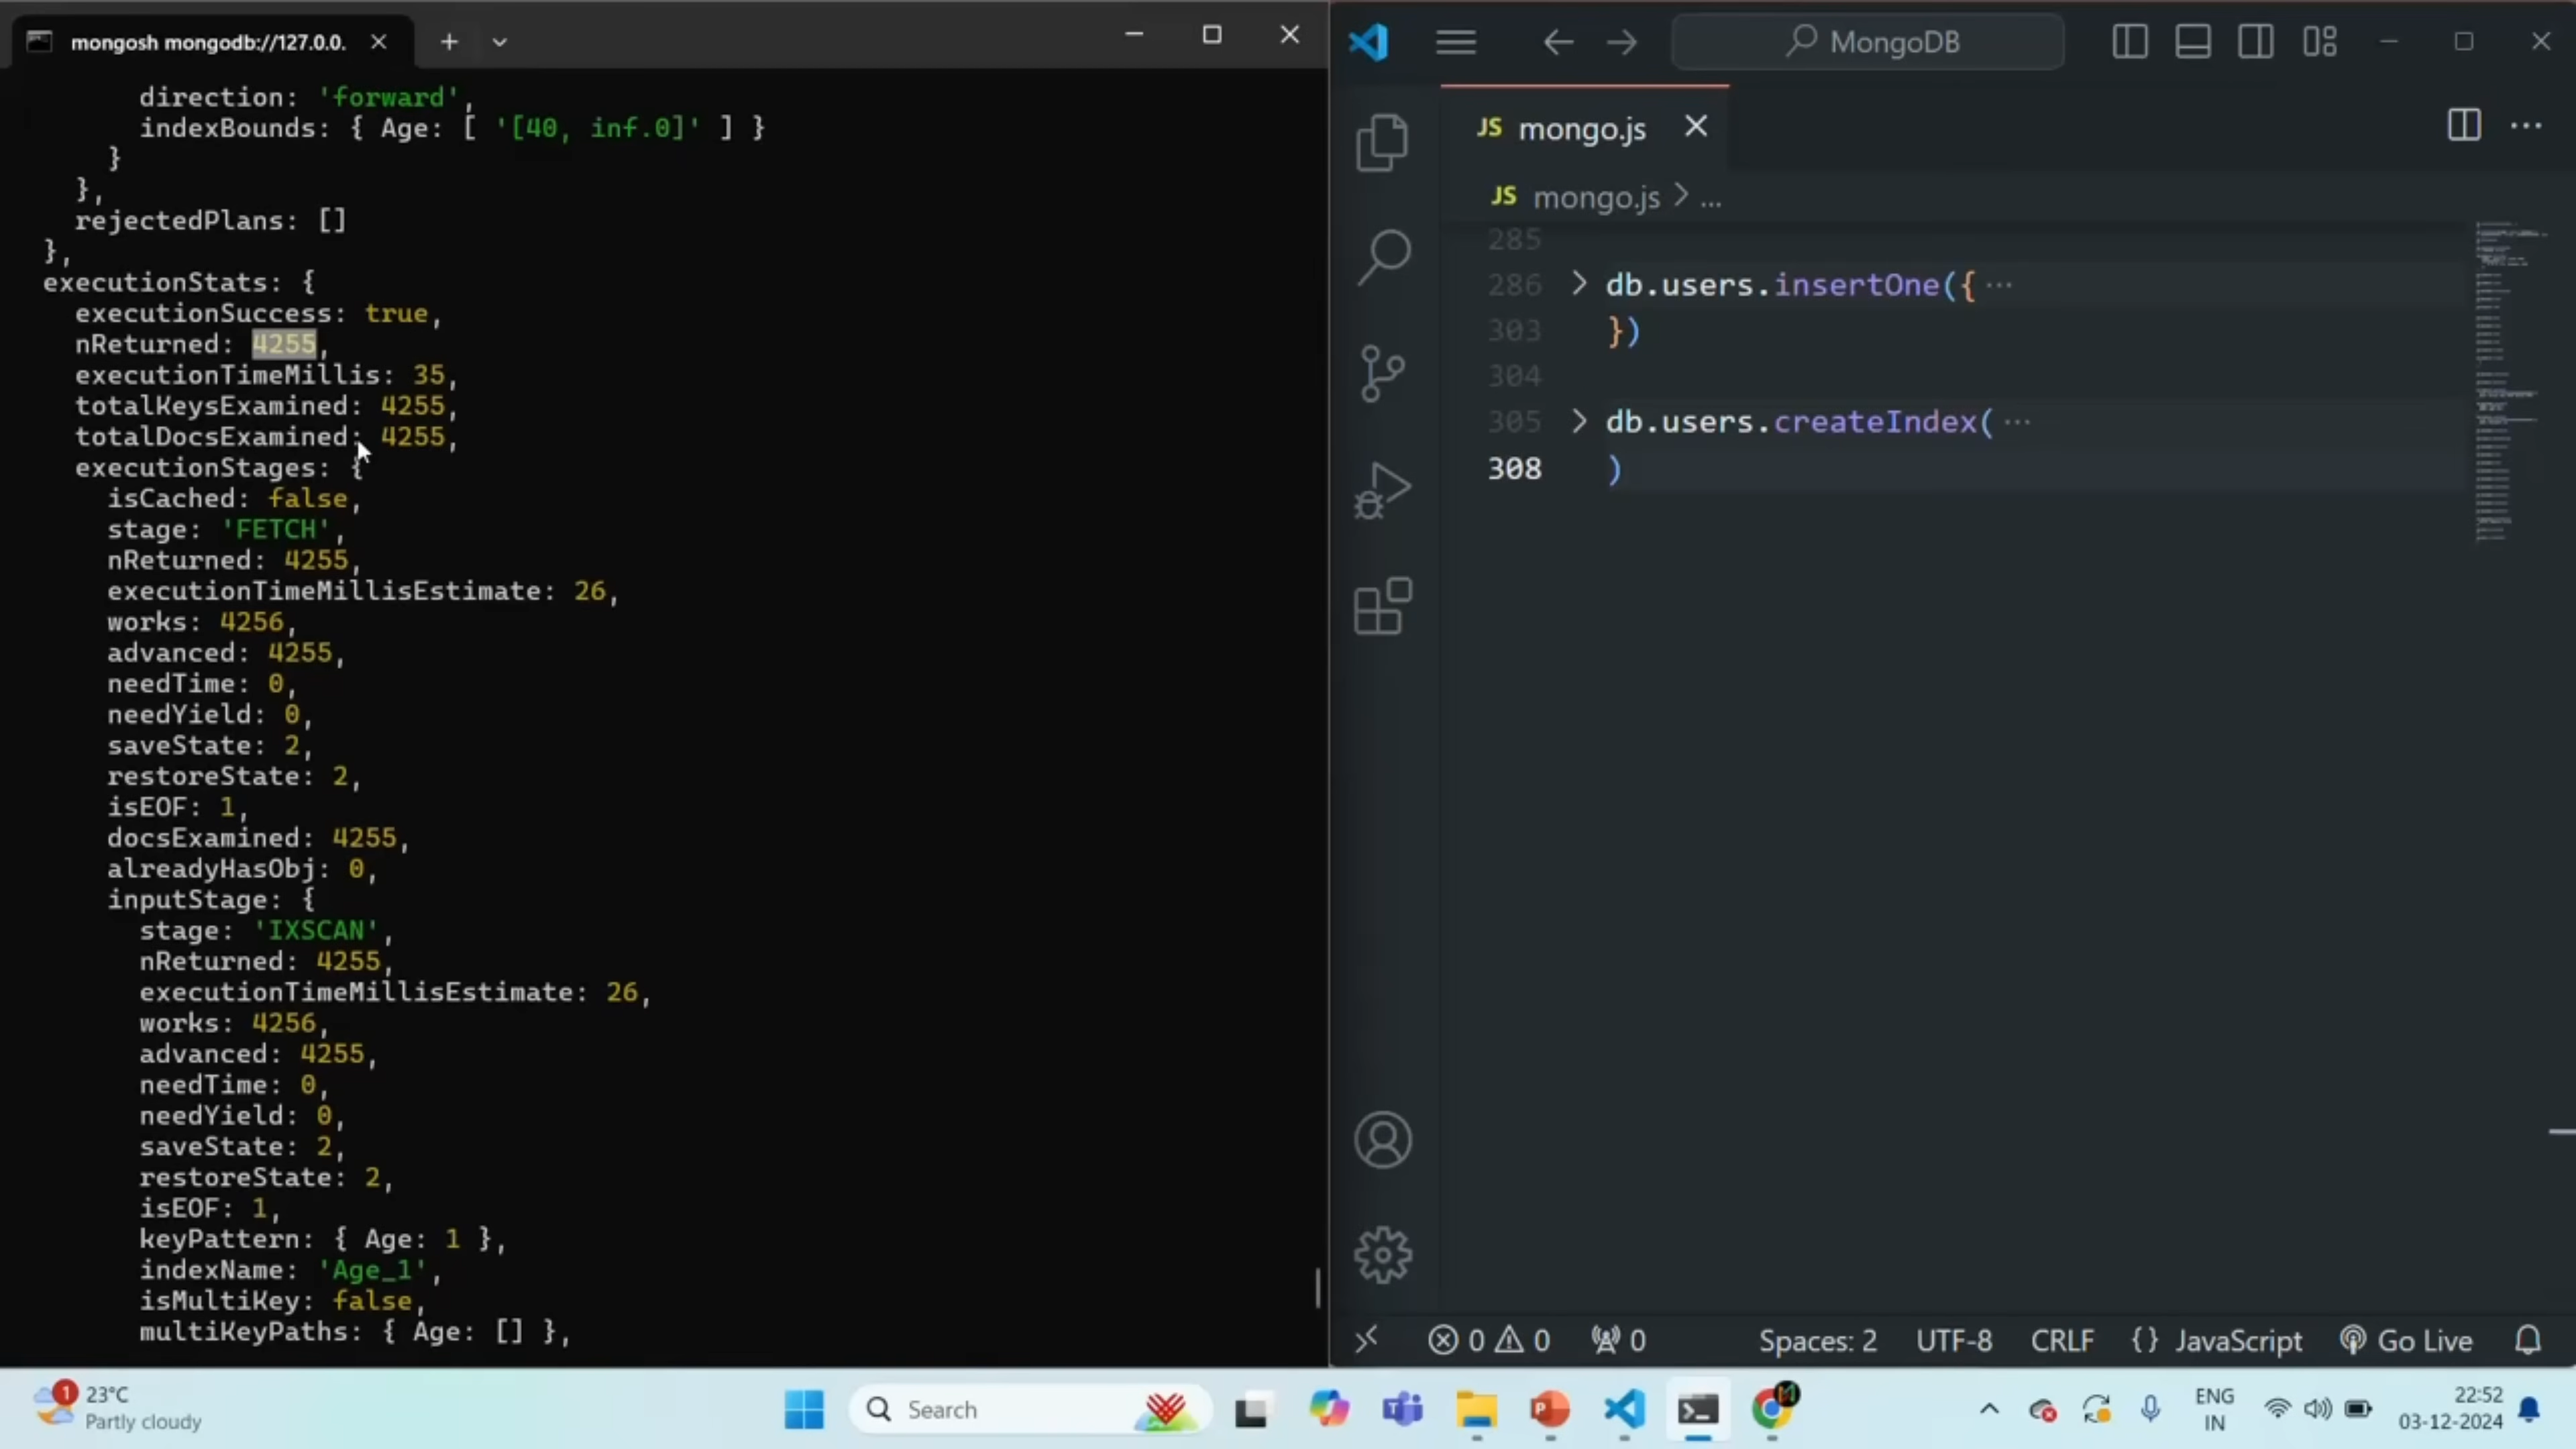 mongosh mongodb://127.0.0.
direction: 'forward',
indexBounds: { Age: [ '[40, inf.0]' ] }
}
},
rejectedPlans: []
},
executionStats: {
executionSuccess: true,
nReturned: 4255,
executionTimeMillis: 35,
totalKeysExamined: 4255,
totalDocsExamined: 4255,
executionStages: {
isCached: false,
stage: 'FETCH',
nReturned: 4255,
executionTimeMillisEstimate: 26,
works: 4256,
advanced: 4255,
needTime: 0,
needYield: 0,
saveState: 2,
restoreState: 2,
isEOF: 1,
docsExamined: 4255,
alreadyHasObj: 0,
inputStage: {
stage: 'IXSCAN',
nReturned: 4255,
executionTimeMillisEstimate: 26,
works: 4256,
advanced: 4255,
needTime: 0,
needYield: 0,
saveState: 2,
restoreState: 2,
isEOF: 1,
keyPattern: { Age: 1 },
indexName: 'Age_1',
isMultiKey: false,
multiKeyPaths: { Age: [] },
MongoDB
JS mongo.js
JS mongo.js > ...
285
286 > db.users.insertOne({ ...
303 })
304
305 > db.users.createIndex( ...
308 )
0 0 0 Spaces: 2 UTF-8 CRLF {} JavaScript Go Live
1 23°C
Partly cloudy
Search
ENG
IN
22:52
03-12-2024